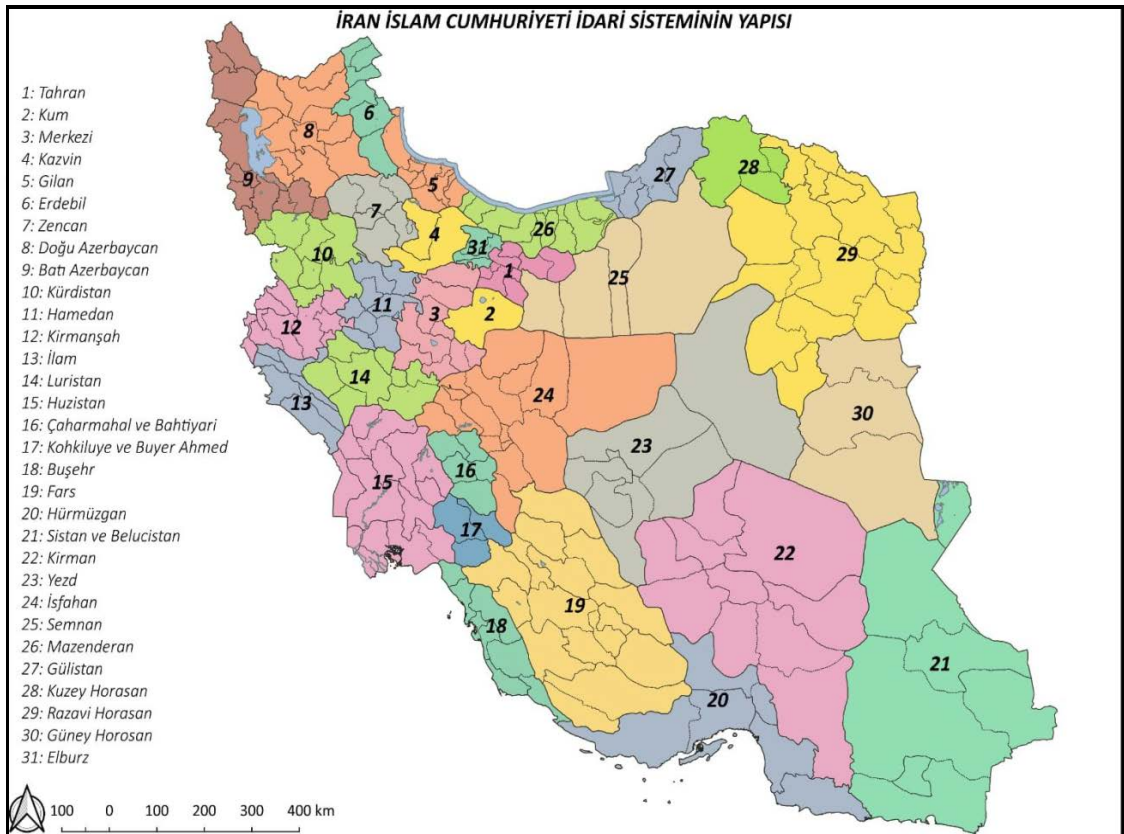 İRAN İSLAM CUMHURİYETİ İDARİ SİSTEMİNİN YAPISI
1: Tahran
2: Kum
3: Merkezi
4: Kazvin
5: Gilan
6: Erdebil
7: Zencan
8: Doğu Azerbaycan
9: Batı Azerbaycan
10: Kürdistan
11: Hamedan
12: Kirmanşah
13: İlam
14: Luristan
15: Huzistan
16: Çaharmahal ve Bahtiyari
17: Kohkiluye ve Buyer Ahmed
18: Buşehr
19: Fars
20: Hürmüzgan
21: Sistan ve Belucistan
22: Kirman
23: Yezd
24: İsfahan
25: Semnan
26: Mazenderan
27: Gülistan
28: Kuzey Horasan
29: Razavi Horasan
30: Güney Horosan
31: Elburz
6
8
27
28
9
5
7
26
4
31
10
29
1
25
11
3
2
12
14
24
13
30
23
16
15
17
22
19
18
21
20
100 0 100 200 300 400 km